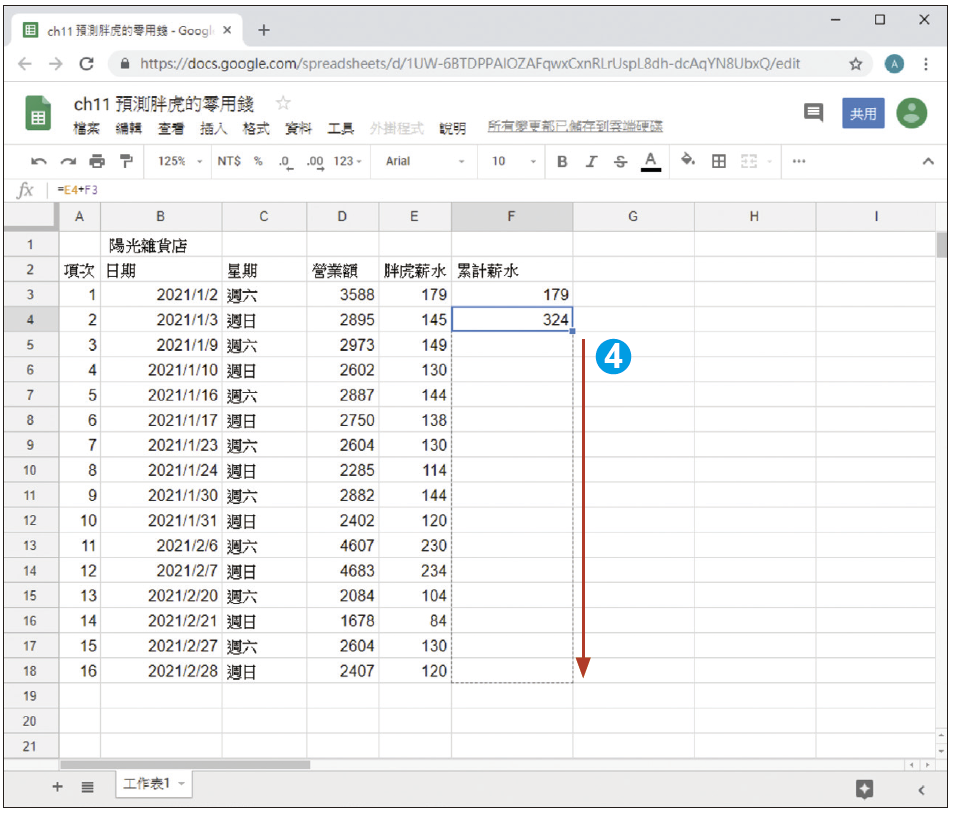 ch11 預測胖虎的零用錢 - Googl
https://docs.google.com/spreadsheets/d/1UW-6BTDPPAlOZAFqwxCxnRLrUspL8dh-dcAqYN8UbxQ/edit
A
ch11 預測胖虎的零用錢
檔案 編輯 查看 插入 格式 資料 工具 外掛程式 說明 所有變更都已儲存到雲端硬碟
共用
125% NT$ % .0 .00 123 Arial 10 B I S A
fx =E4+F3
A B C D E F G H I
1 陽光雜貨店
2 項次 日期 星期 營業額 胖虎薪水 累計薪水
3 1 2021/1/2 週六 3588 179 179
4 2 2021/1/3 週日 2895 145 324
5 3 2021/1/9 週六 2973 149
4
6 4 2021/1/10 週日 2602 130
7 5 2021/1/16 週六 2887 144
8 6 2021/1/17 週日 2750 138
9 7 2021/1/23 週六 2604 130
10 8 2021/1/24 週日 2285 114
11 9 2021/1/30 週六 2882 144
12 10 2021/1/31 週日 2402 120
13 11 2021/2/6 週六 4607 230
14 12 2021/2/7 週日 4683 234
15 13 2021/2/20 週六 2084 104
16 14 2021/2/21 週日 1678 84
17 15 2021/2/27 週六 2604 130
18 16 2021/2/28 週日 2407 120
19
20
21
工作表1